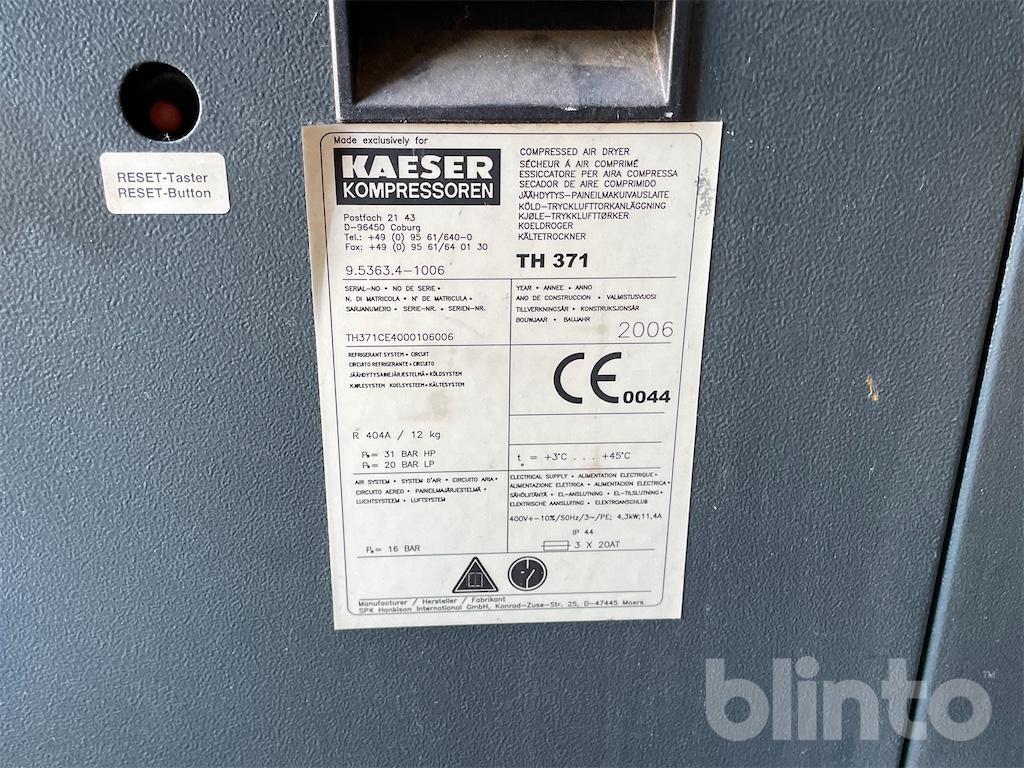 RESET-Taster
RESET-Button
Made exclusively for
KAESER
KOMPRESSOREN
Postfach 21 43
D-96450 Coburg
Tel.: +49 (0) 95 61/640-0
Fax: +49 (0) 95 61/64 01 30
COMPRESSED AIR DRYER
SÉCHEUR Á AIR COMPRIMÉ
ESSICCATORE PER AIRA COMPRESSA
SECADOR DE AIRE COMPRIMIDO
JÄÄHDYTYS-PAINEILMAKUIVAUSLAITE
KÖLD-TRYCKLUFTTORKANLÄGGNING
KJØLE-TRYKKLUFTTØRKER
KOELDROGER
KÄLTETROCKNER
9.5363.4-1006
TH 371
SERIAL-NO • NO DE SERIE •
N. DI MATRICOLA • N° DE MATRICULA •
SARJANUMERO • SERIE-NR. • SERIEN-NR.
TH371CE4000106006
YEAR • ANNEE • ANNO
ANO DE CONSTRUCCION • VALMISTUSVUOSI
TILLVERKNINGSÅR • KONSTRUKSJONSÅR
BOUWJAAR • BAUJAHR
2006
REFRIGERANT SYSTEM • CIRCUIT
CIRCUITO REFRIGERANTE • CIRCUITO
JÄÄHDYTYSAINEJÄRJESTELMÄ • KÖLDSYSTEM
KJØLESYSTEM KOELSYSTEEM • KÄLTESYSTEM
CE 0044
R 404A / 12 kg
P = 31 BAR HP
P = 20 BAR LP
t = +3°C . . . +45°C
AIR SYSTEM • SYSTEM D'AIR • CIRCUITO ARIA •
CIRCUITO AEREO • PAINEILMAJÄRJESTELMÄ •
LUCHTSYSTEEM • LUFTSYSTEM
P = 16 BAR
ELECTRICAL SUPPLY • ALIMENTATION ELECTRIQUE •
ALIMENTAZIONE ELETTRICA • ALIMENTACION ELECTRICA •
SÄHÖLIITÄNTÄ • EL-ANSLUTNING • EL-TILSLUTNING •
ELEKTRISCHE AANSLUITING • ELEKTROANSCHLUß
400V+-10%/50Hz/3~/PE; 4,3kW;11,4A
IP 44
3 X 20AT
Manufacturer / Hersteller / Fabrikant
SPX Hankison International GmbH, Konrad-Zuse-Str, 25, D-47445 Moers
blinto™